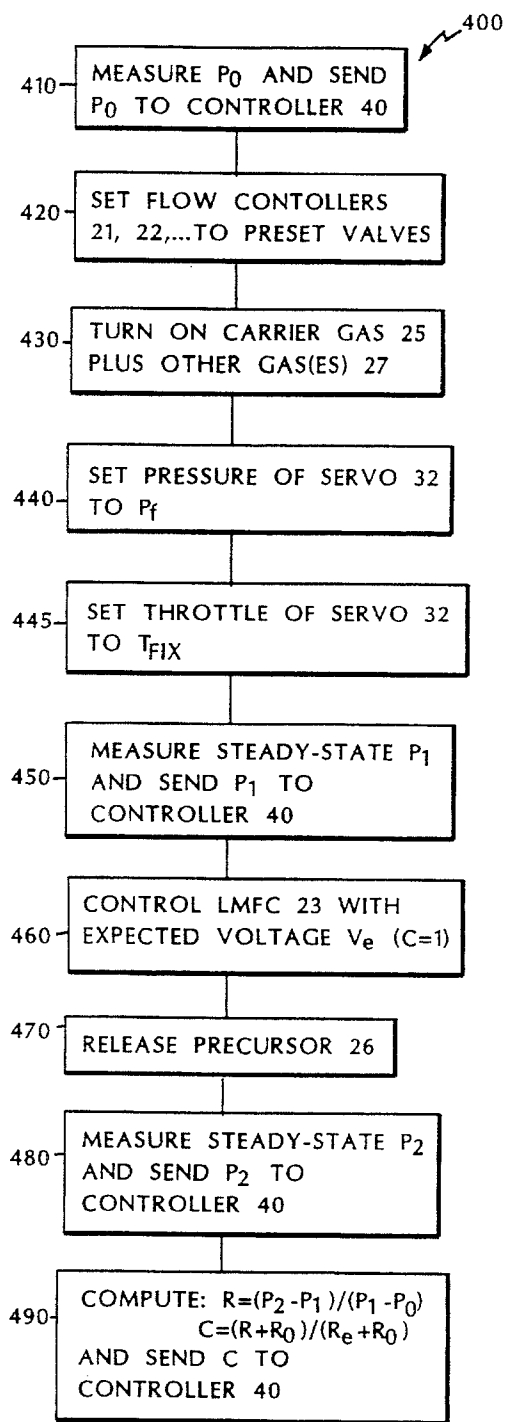 400
410
MEASURE P0 AND SEND
P0 TO CONTROLLER 40
420
SET FLOW CONTOLLERS
21, 22,...TO PRESET VALVES
430
TURN ON CARRIER GAS 25
PLUS OTHER GAS(ES) 27
440
SET PRESSURE OF SERVO 32
TO Pf
445
SET THROTTLE OF SERVO 32
TO TFIX
450
MEASURE STEADY-STATE P1
AND SEND P1 TO
CONTROLLER 40
460
CONTROL LMFC 23 WITH
EXPECTED VOLTAGE Ve (C=1)
470
RELEASE PRECURSOR 26
480
MEASURE STEADY-STATE P2
AND SEND P2 TO
CONTROLLER 40
490
COMPUTE: R=(P2-P1)/(P1-P0)
C=(R+R0)/(Re+R0)
AND SEND C TO
CONTROLLER 40